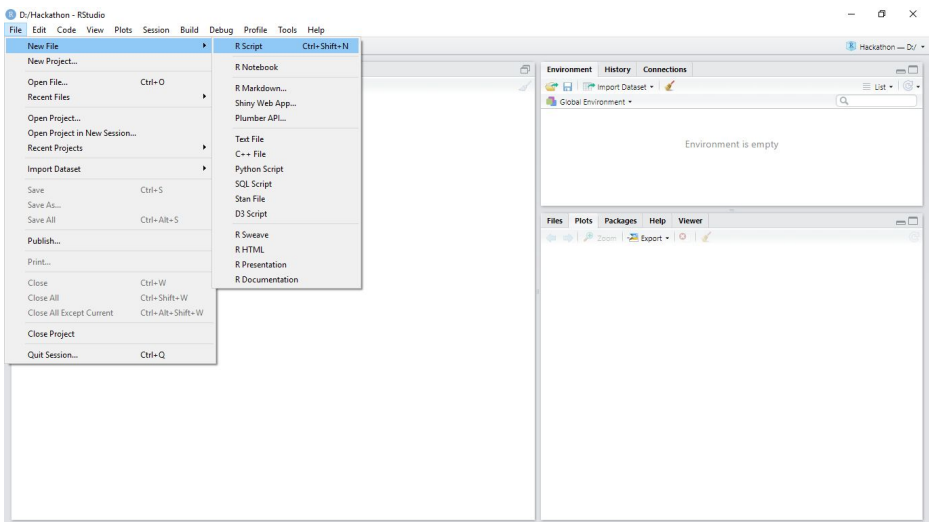 D:/Hackathon - RStudio
File Edit Code View Plots Session Build Debug Profile Tools Help
Hackathon — D:/
New File
New Project...
Open File... Ctrl+O
Recent Files
Open Project...
Open Project in New Session...
Recent Projects
Import Dataset
Save Ctrl+S
Save As...
Save All Ctrl+Alt+S
Publish...
Print...
Close Ctrl+W
Close All Ctrl+Shift+W
Close All Except Current Ctrl+Alt+Shift+W
Close Project
Quit Session... Ctrl+Q
R Script Ctrl+Shift+N
R Notebook
R Markdown...
Shiny Web App...
Plumber API...
Text File
C++ File
Python Script
SQL Script
Stan File
D3 Script
R Sweave
R HTML
R Presentation
R Documentation
Environment History Connections
Import Dataset List
Global Environment
Environment is empty
Files Plots Packages Help Viewer
Zoom Export